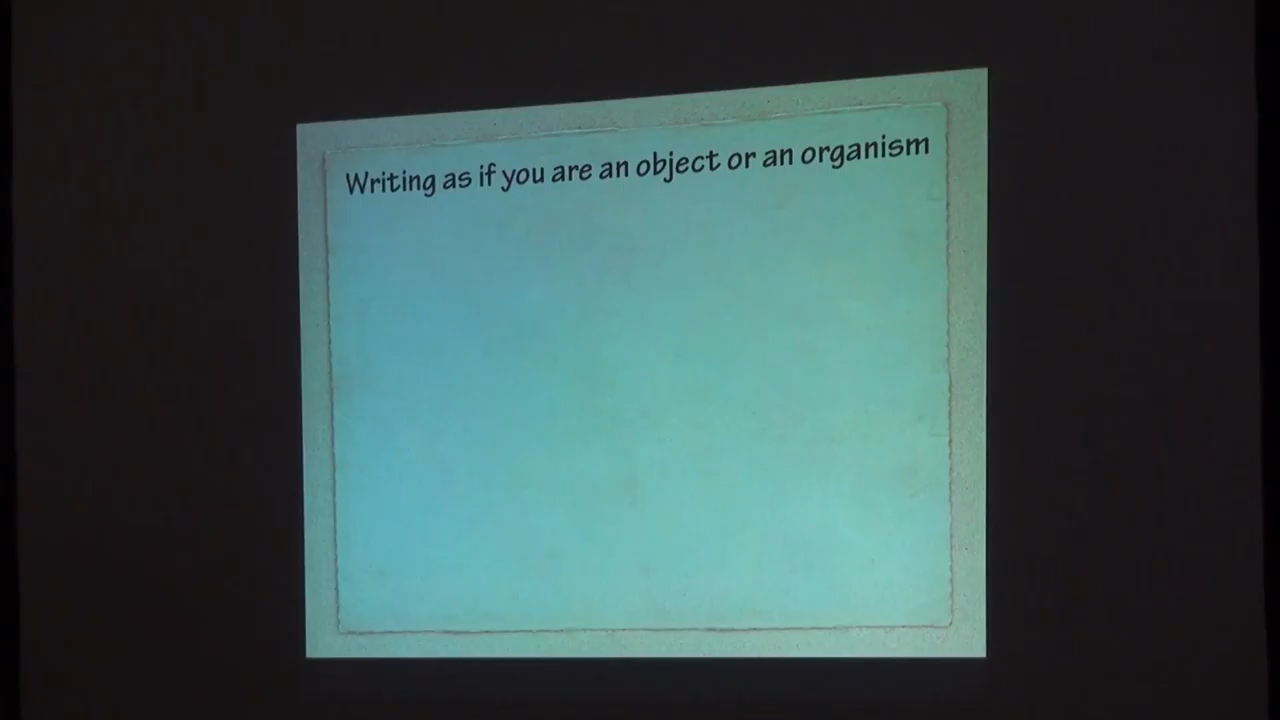 Writing as if you are an object or an organism